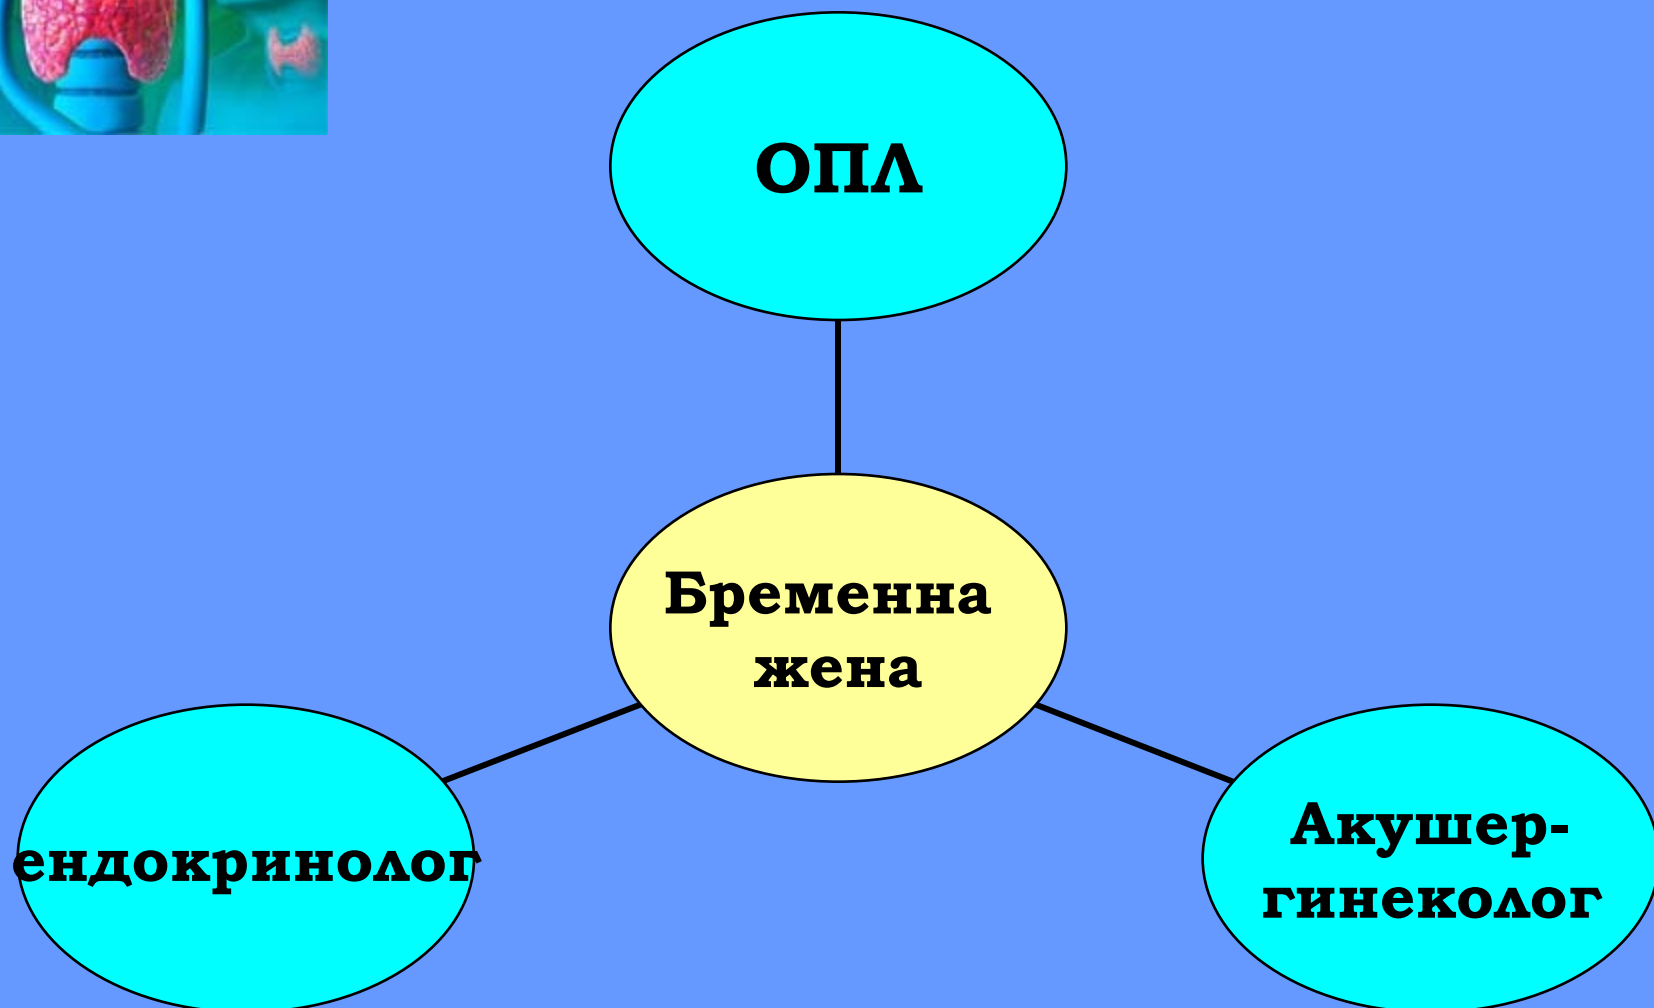 ОПЛ
Бременна
жена
ендокринолог
Акушер-
гинеколог